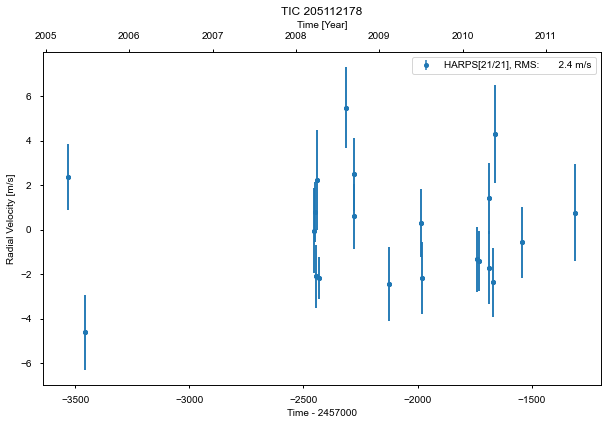 TIC 205112178
Time [Year]
2005 2006 2007 2008 2009 2010 2011
HARPS[21/21], RMS: 2.4 m/s
Radial Velocity [m/s]
6
4
2
0
−2
−4
−6
−3500 −3000 −2500 −2000 −1500
Time - 2457000